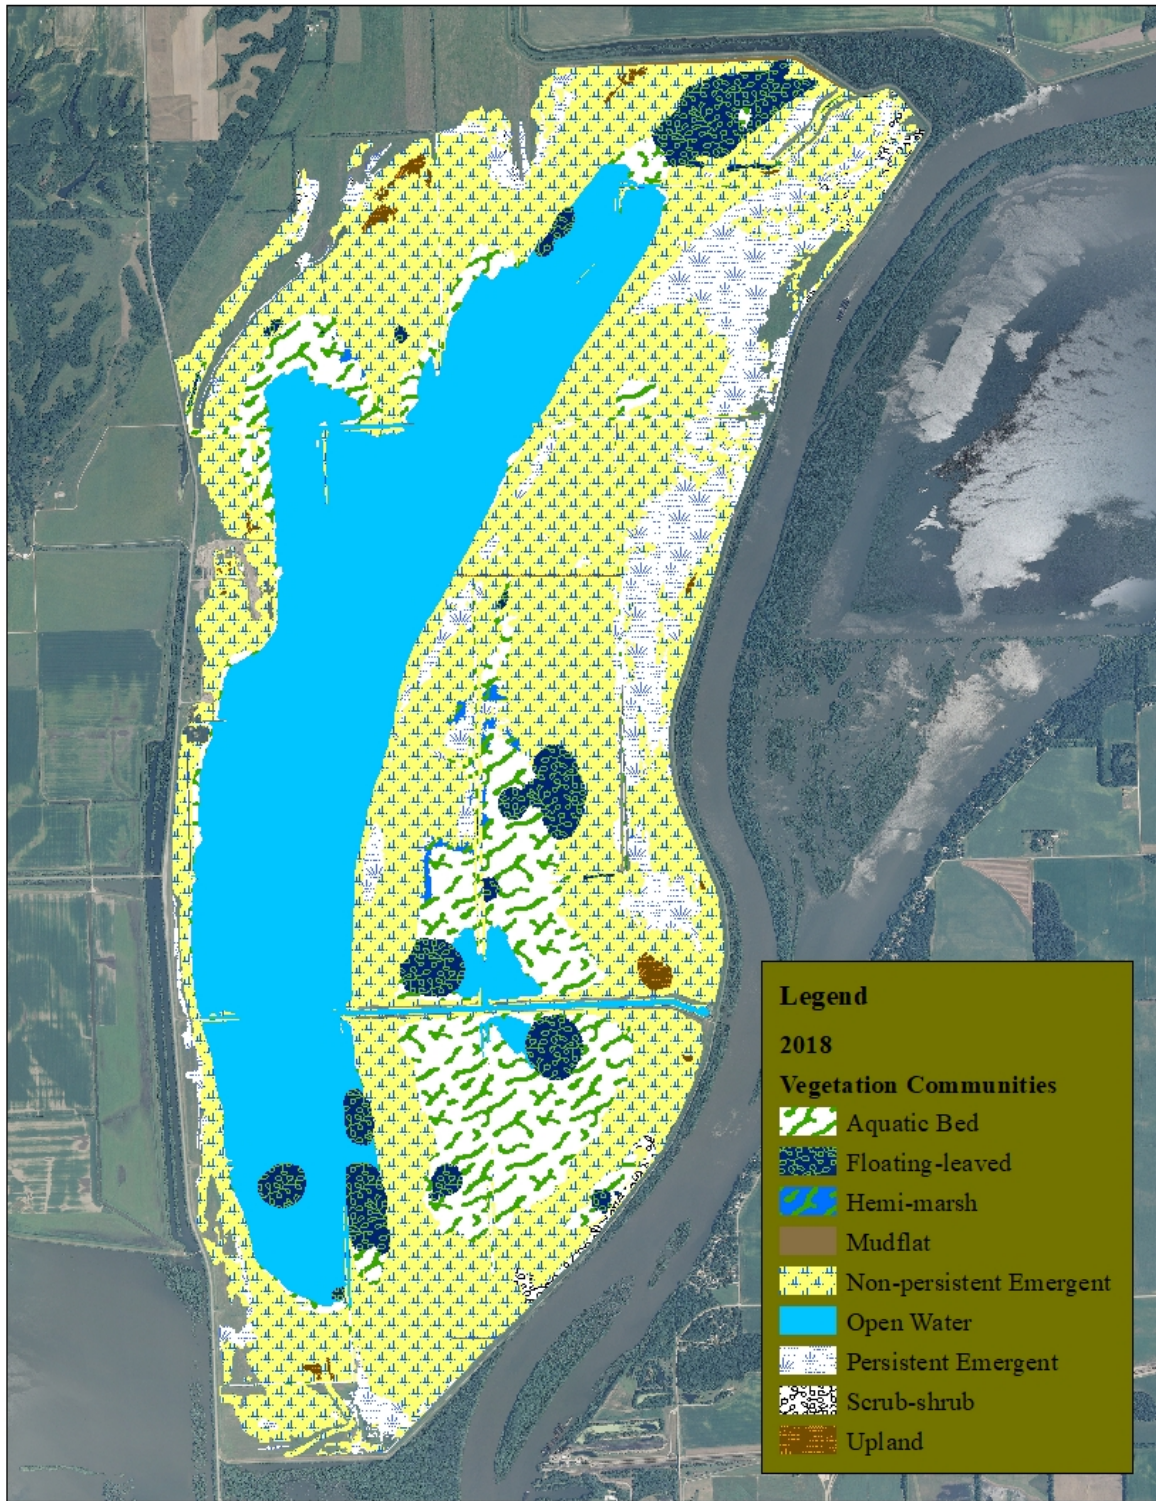 Legend
2018
Vegetation Communities
Aquatic Bed
Floating-leaved
Hemi-marsh
Mudflat
Non-persistent Emergent
Open Water
Persistent Emergent
Scrub-shrub
Upland